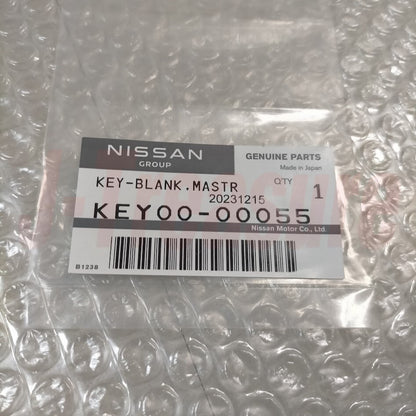 NISSAN
GROUP
GENUINE PARTS
Made in Japan
KEY-BLANK.MASTR
Q'TY
1
20231215
KEY00-00055
Nissan Motor Co., Ltd.
B1238